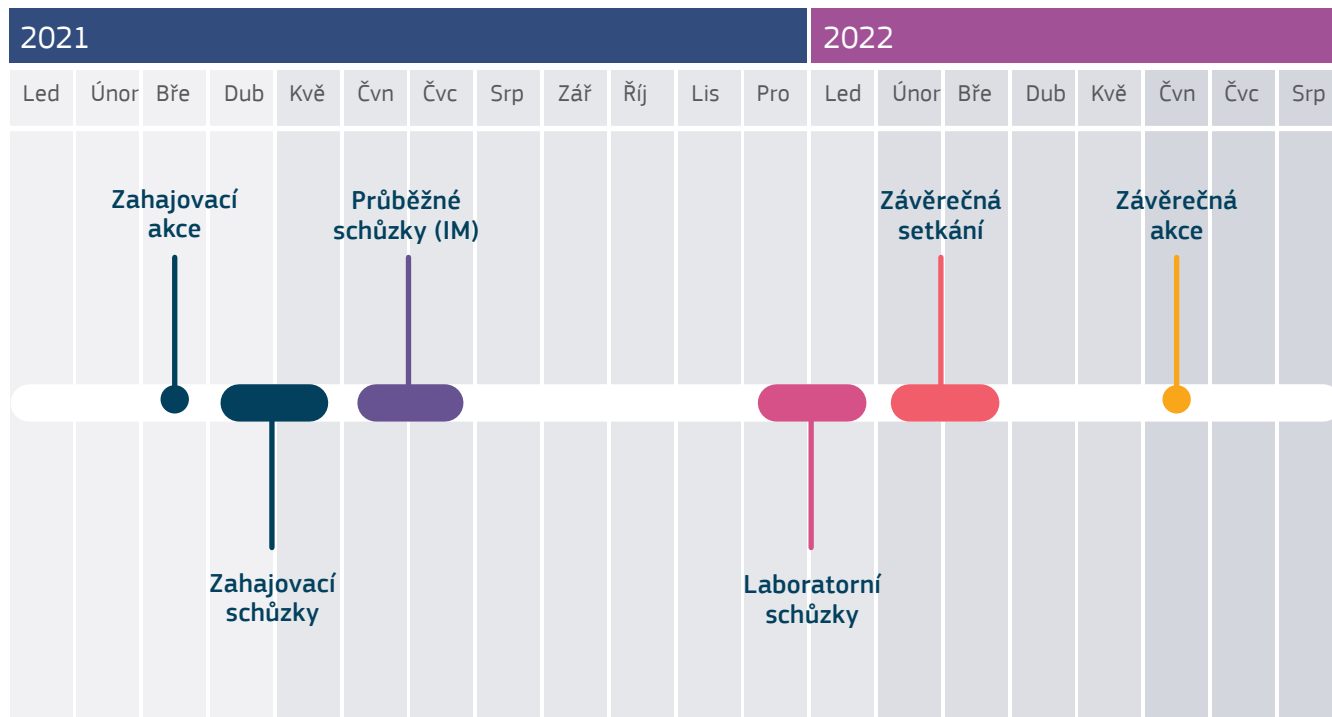 2021 2022
Led Únor Bře Dub Kvě Čvn Čvc Srp Zář Říj Lis Pro Led Únor Bře Dub Kvě Čvn Čvc Srp
Zahajovací
akce
Průběžné
schůzky (IM)
Závěrečná
setkání
Závěrečná
akce
Zahajovací
schůzky
Laboratorní
schůzky